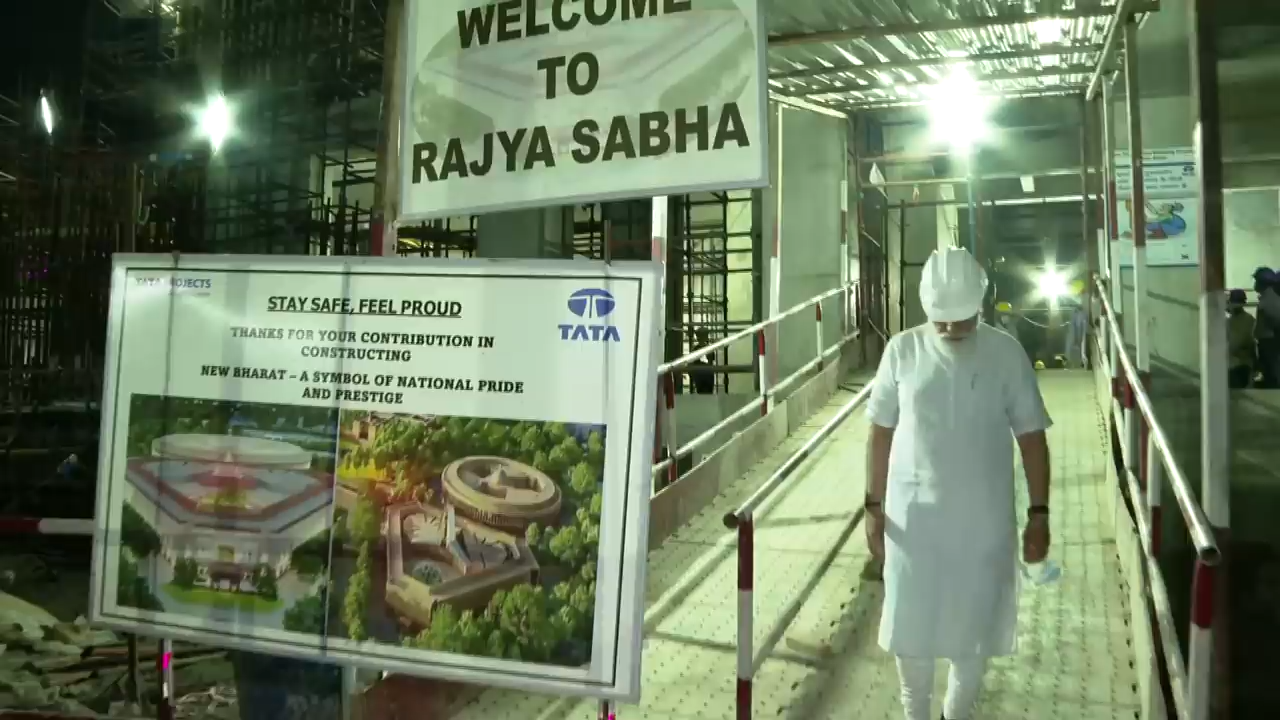 WELCOME
TO
RAJYA SABHA
TATA PROJECTS
STAY SAFE, FEEL PROUD
TATA
THANKS FOR YOUR CONTRIBUTION IN
CONSTRUCTING
NEW BHARAT – A SYMBOL OF NATIONAL PRIDE
AND PRESTIGE